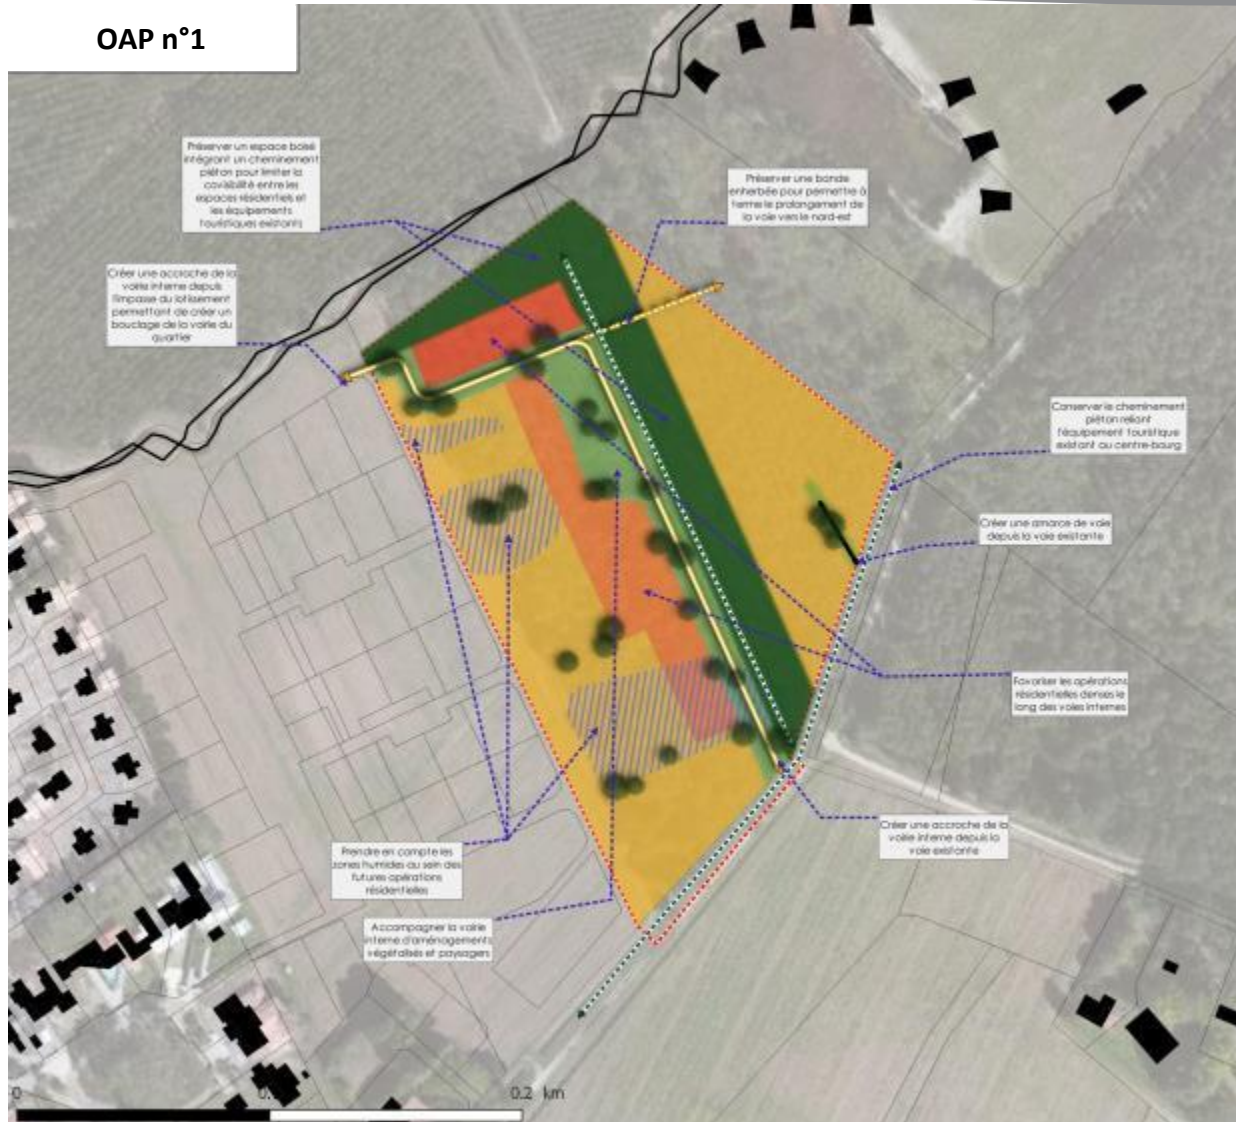 OAP n°1
Préserver un espace boisé
intégrant un cheminement
piéton pour limiter la
covisibilité entre les
espaces résidentiels et
les équipements
touristiques existants
Préserver une bande
enherbée pour permettre à
terme le prolangement de
la voie vers le nord-est
Créer une accroche de la
voirie interne depuis
l'impasse du lotissement
permettant de créer un
bouclage de la voirie du
quartier
Conserver le cheminement
piéton reliant
l'équipement touristique
existant au centre-bourg
Créer une amorce de voie
depuis la voie existante
Favoriser les opérations
résidentielles denses le
long des voies internes
Créer une accroche de la
voirie interne depuis la
voie existante
Prendre en compte les
zones humides au sein des
futures opérations
résidentielles
Accompagner la voirie
interne d'aménagements
végétalisés et paysagers
0
0.2 km